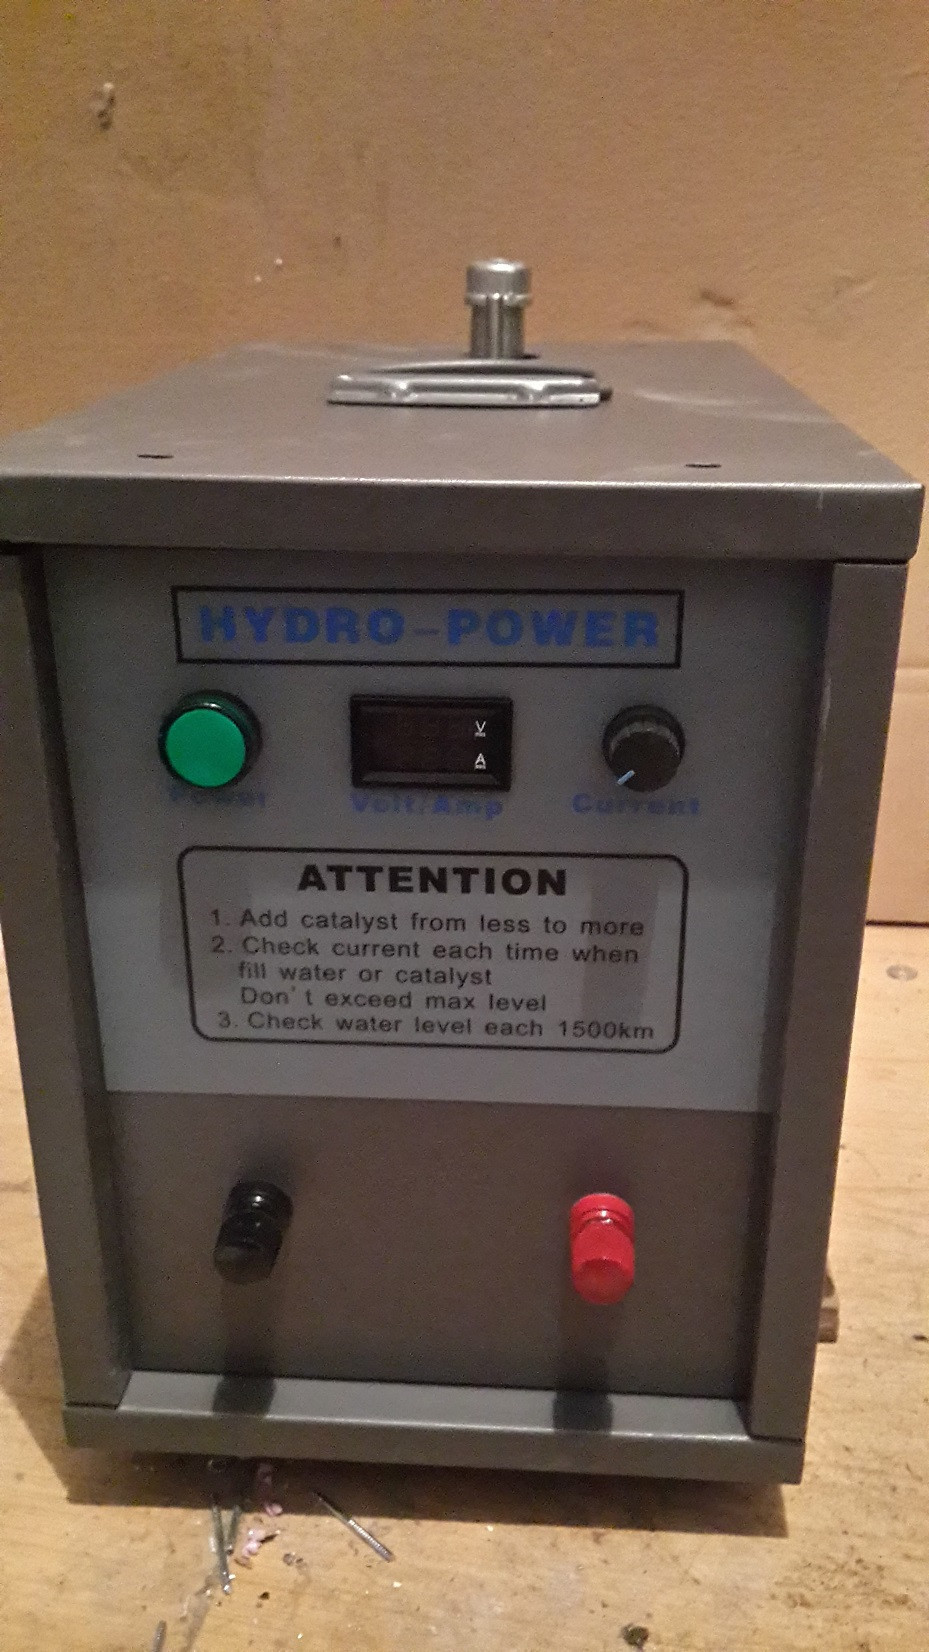 HYDRO-POWER
V
A
Power Volt/Amp Current
ATTENTION
1. Add catalyst from less to more
2. Check current each time when
fill water or catalyst
Don't exceed max level
3. Check water level each 1500km